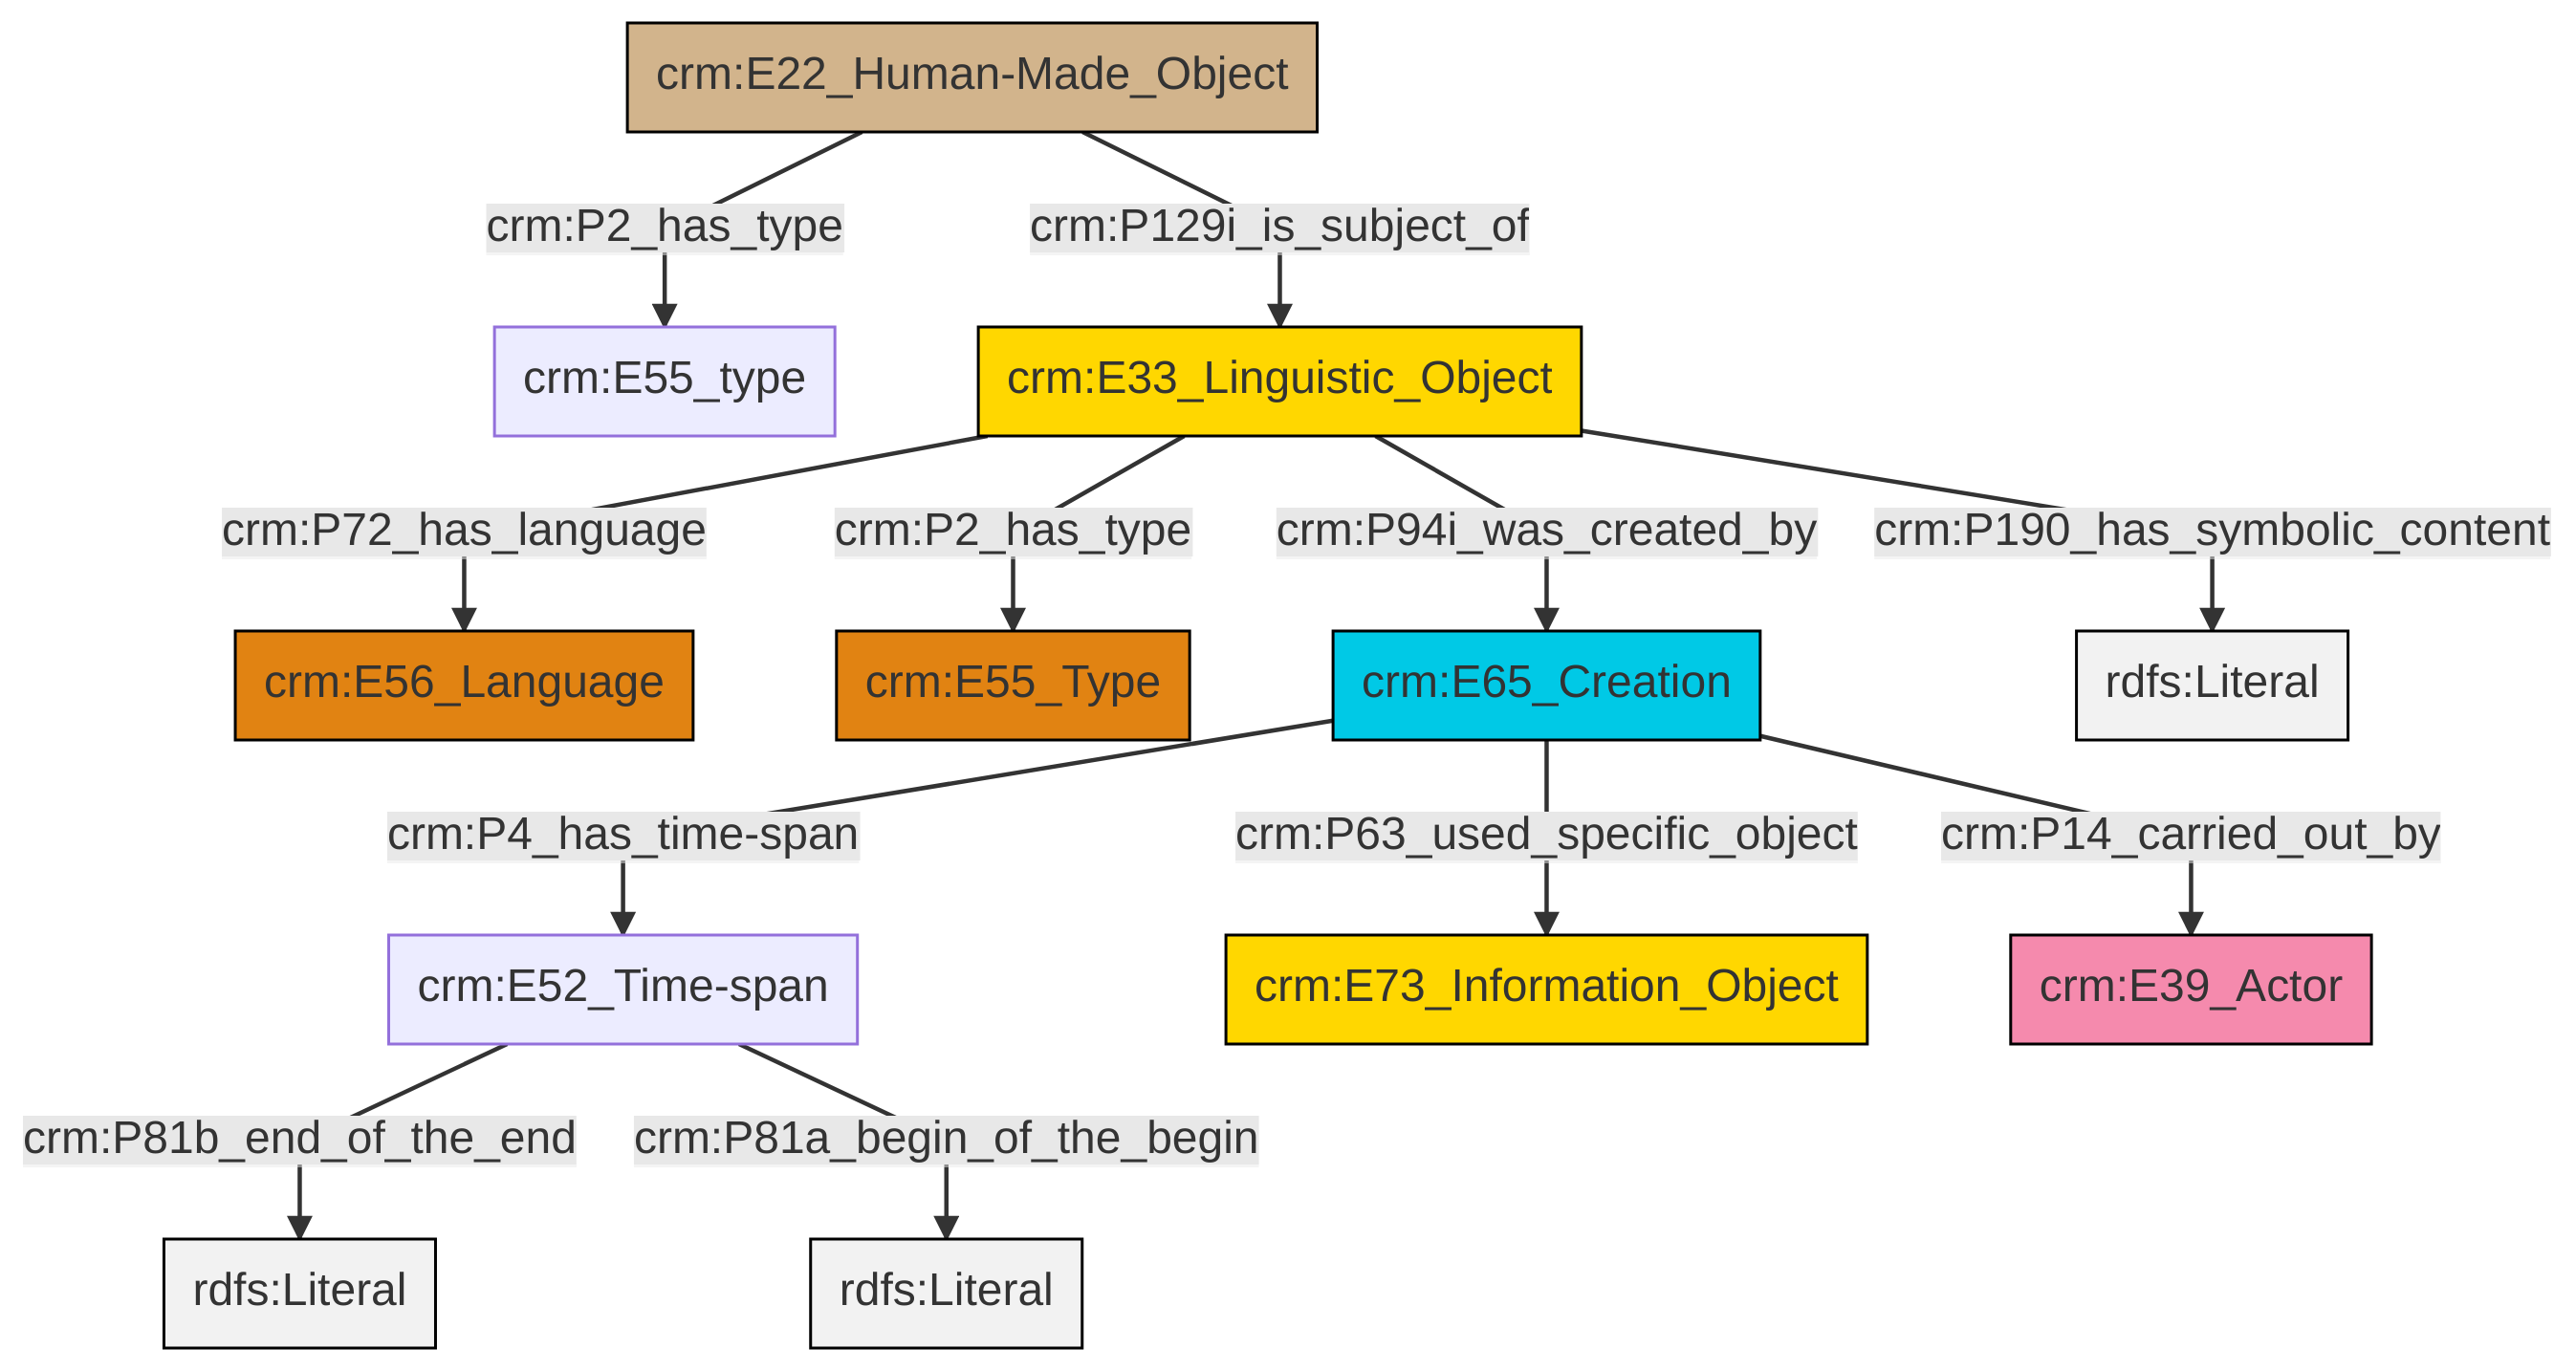 crm:E22_Human-Made_Object
crm:P2_has_type
crm:P129i_is_subject_of
crm:E55_type
crm:E33_Linguistic_Object
crm:P72_has_language
crm:P2_has_type
crm:P94i_was_created_by
crm:P190_has_symbolic_content
crm:E56_Language
crm:E55_Type
crm:E65_Creation
rdfs:Literal
crm:P4_has_time-span
crm:P63_used_specific_object
crm:P14_carried_out_by
crm:E52_Time-span
crm:E73_Information_Object
crm:E39_Actor
crm:P81b_end_of_the_end
crm:P81a_begin_of_the_begin
rdfs:Literal
rdfs:Literal